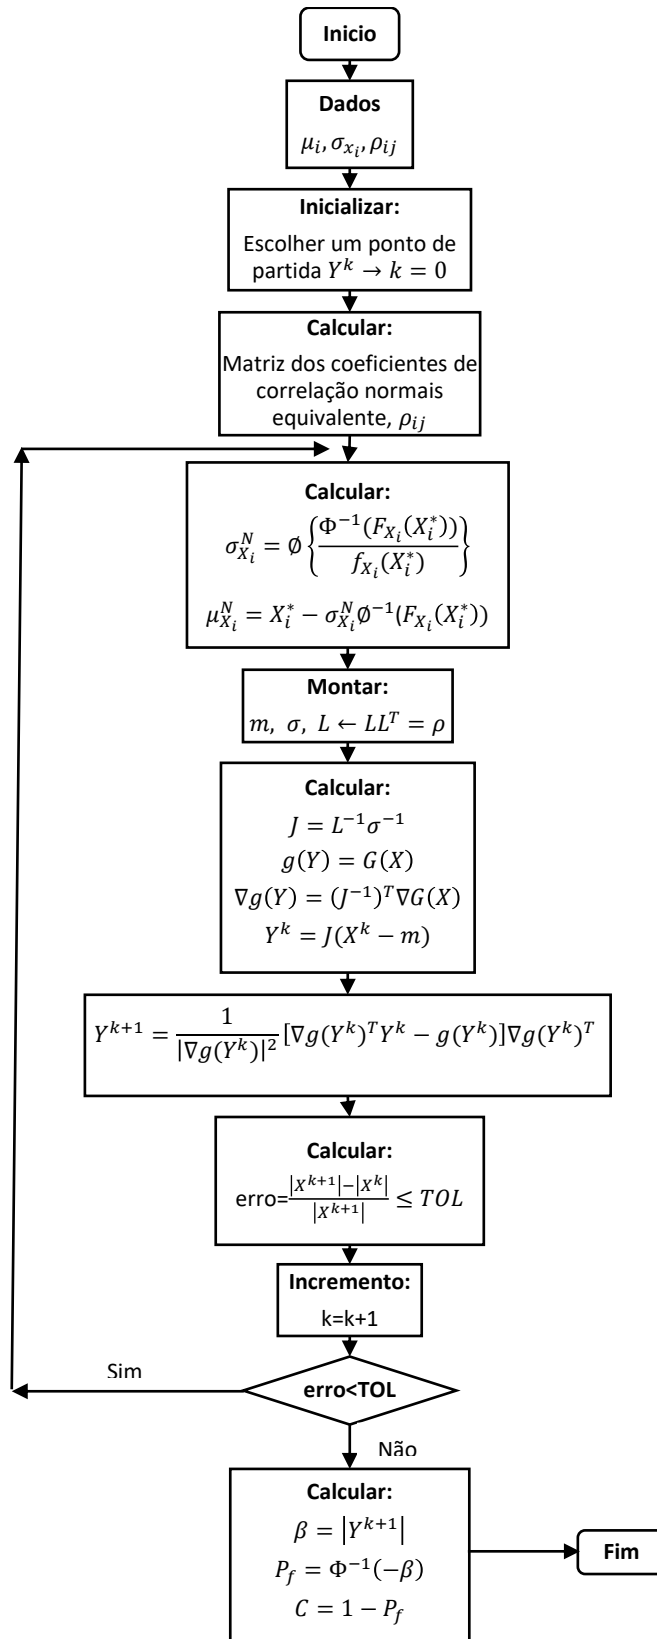 Inicio
Dados
μ_i, σ_{x_i}, ρ_{ij}
Inicializar:
Escolher um ponto de
partida Y^k → k = 0
Calcular:
Matriz dos coeficientes de
correlação normais
equivalente, ρ_{ij}
Calcular:
σ_{X_i}^N = ∅ {Φ^{-1}(F_{X_i}(X_i^*)) / f_{X_i}(X_i^*)}
μ_{X_i}^N = X_i^* − σ_{X_i}^N ∅^{-1}(F_{X_i}(X_i^*))
Montar:
m, σ, L ← LL^T = ρ
Calcular:
J = L^{-1}σ^{-1}
g(Y) = G(X)
∇g(Y) = (J^{-1})^T ∇G(X)
Y^k = J(X^k − m)
Y^{k+1} = 1 / |∇g(Y^k)|^2 [∇g(Y^k)^T Y^k − g(Y^k)]∇g(Y^k)^T
Calcular:
erro= |X^{k+1}|−|X^k| / |X^{k+1}| ≤ TOL
Incremento:
k=k+1
Sim
erro<TOL
Não
Calcular:
β = |Y^{k+1}|
P_f = Φ^{-1}(−β)
C = 1 − P_f
Fim